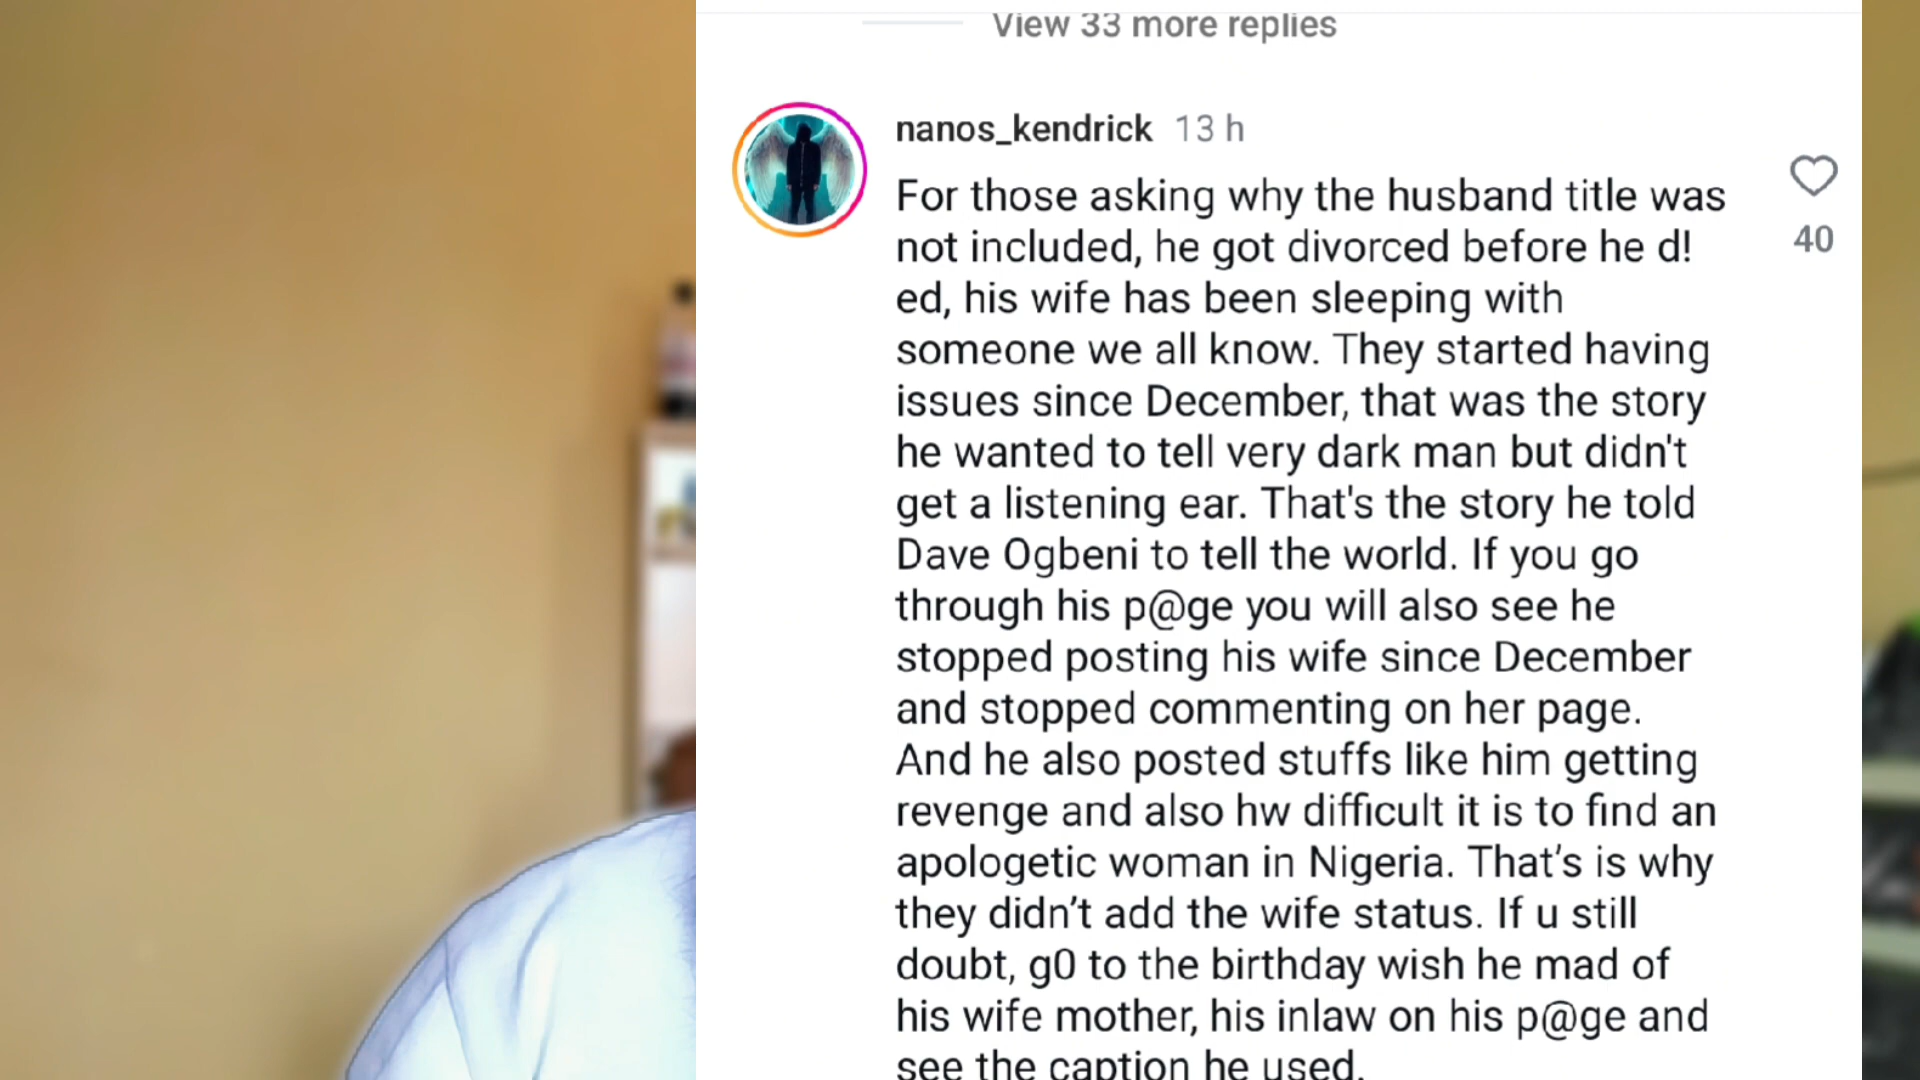 View 33 more replies
nanos_kendrick 13 h
For those asking why the husband title was
not included, he got divorced before he d!
ed, his wife has been sleeping with
someone we all know. They started having
issues since December, that was the story
he wanted to tell very dark man but didn't
get a listening ear. That's the story he told
Dave Ogbeni to tell the world. If you go
through his p@ge you will also see he
stopped posting his wife since December
and stopped commenting on her page.
And he also posted stuffs like him getting
revenge and also hw difficult it is to find an
apologetic woman in Nigeria. That's is why
they didn't add the wife status. If u still
doubt, g0 to the birthday wish he mad of
his wife mother, his inlaw on his p@ge and
see the caption he used.
40